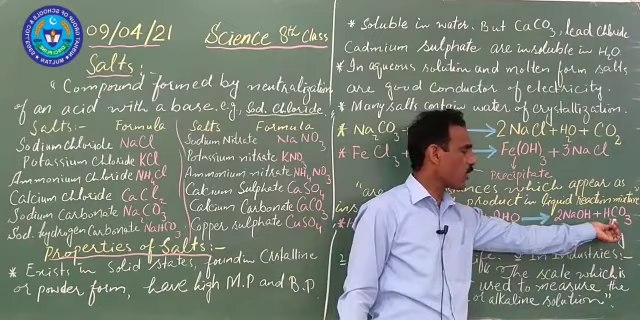 09/04/21
Science 8th Class
Salts:-
"Compound formed by neutralization
of an acid with a base. e.g, Sod. Chloride.
Salts:- Formula
Sodium chloride NaCl
Potassium chloride KCl
Ammonium chloride NH4Cl
Calcium chloride CaCl2
Sodium Carbonate NaCO3
Sod. hydrogen carbonate NaHCO3
Salts Formula
Sodium Nitrate NaNO3
Potassium nitrate KNO3
Ammonium nitrate NH4NO3
Calcium Sulphate CaSO4
Calcium Carbonate CaCO3
Copper sulphate CuSO4
Properties of Salts:-
* Exists in Solid states, found in Crystalline
or powder form, have high M.P and B.P.
* Soluble in water. But CaCO3, lead chloride
Cadmium sulphate are insoluble in H2O
* In aqueous solution and molten form salts
are good conductor of electricity.
* Many salts contain water of crystallization.
* Na2CO3 + → 2NaCl + H2O + CO2
* FeCl3 → Fe(OH)3 + 3NaCl
precipitate
"are which appear as
product in liquid reaction mixture
→ 2NaOH + HCO3
In Industries:
"The scale which is
used to measure the
or alkaline solution".